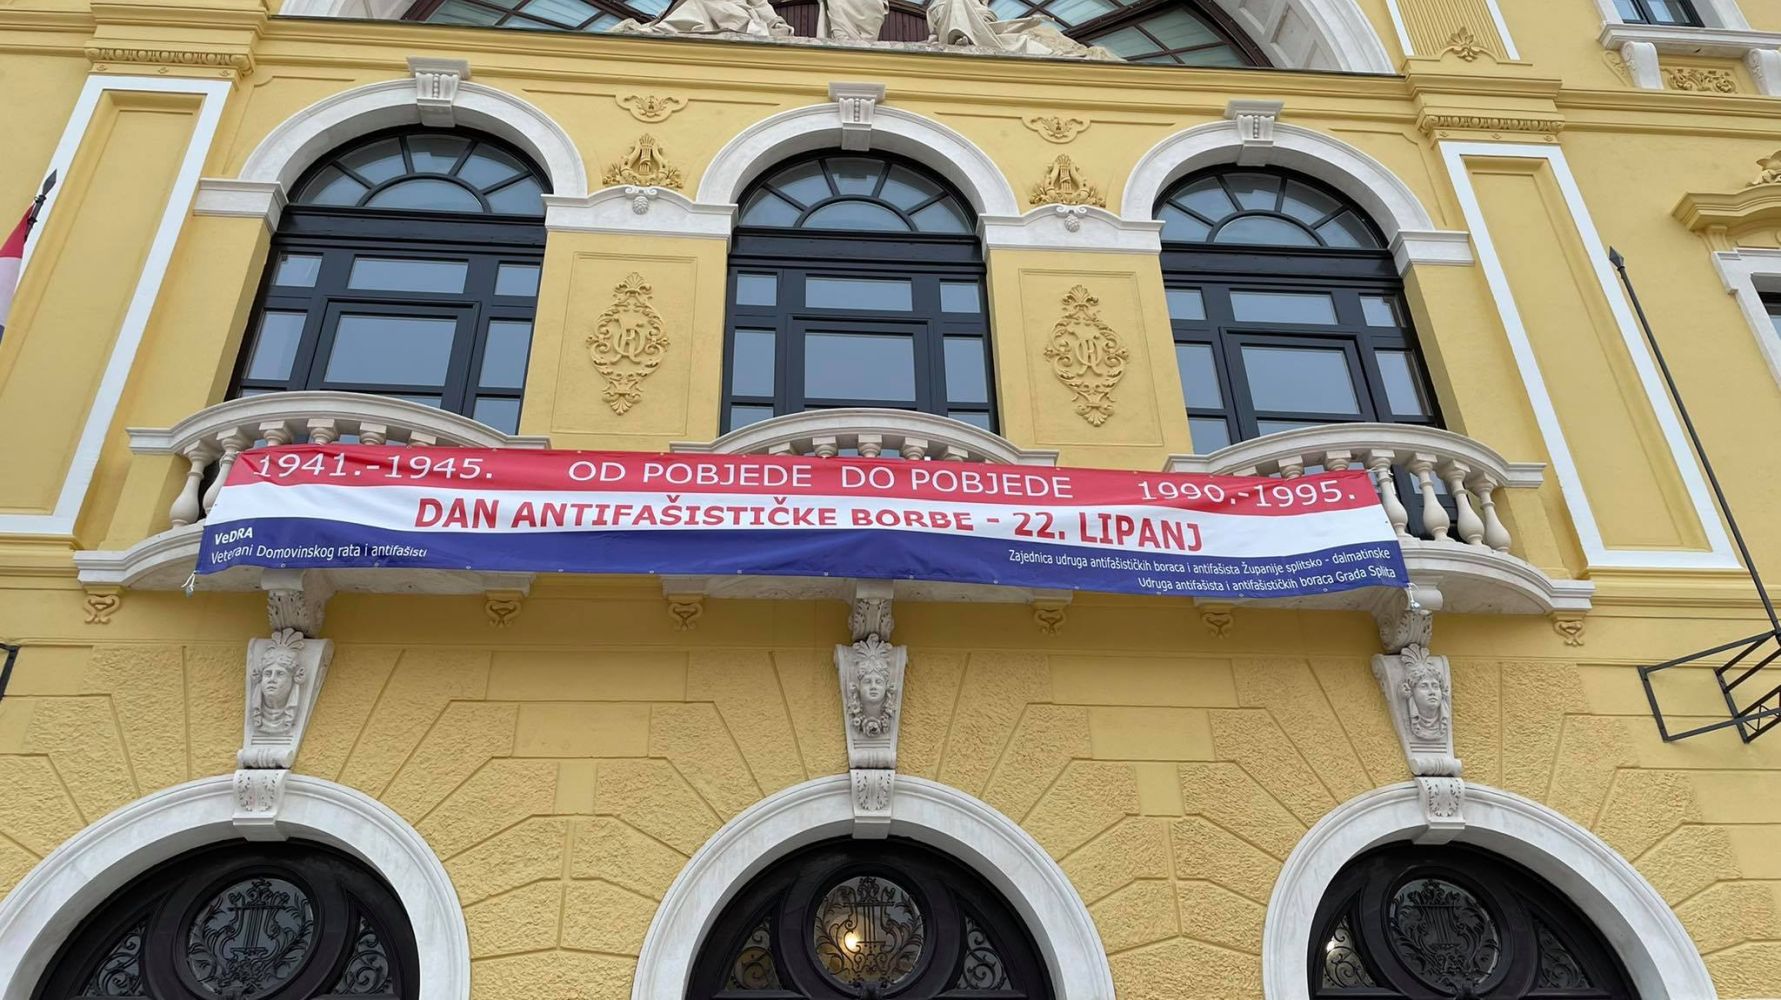 1941.-1945. OD POBJEDE DO POBJEDE 1990.-1995.
DAN ANTIFAŠISTIČKE BORBE - 22. LIPANJ
VeDRA
Veterani Domovinskog rata i antifašisti
Zajednica udruga antifašističkih boraca i antifašista Županije splitsko - dalmatinske
Udruga antifašista i antifašističkih boraca Grada Splita